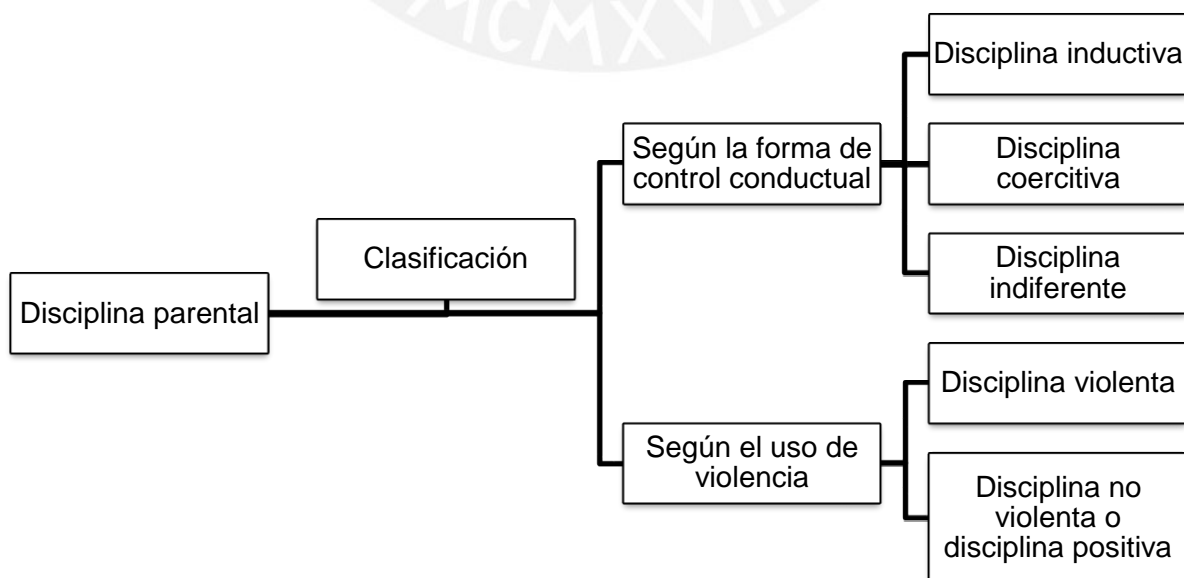 MCMXVII
Disciplina parental
Clasificación
Según la forma de
control conductual
Disciplina inductiva
Disciplina
coercitiva
Disciplina
indiferente
Según el uso de
violencia
Disciplina violenta
Disciplina no
violenta o
disciplina positiva